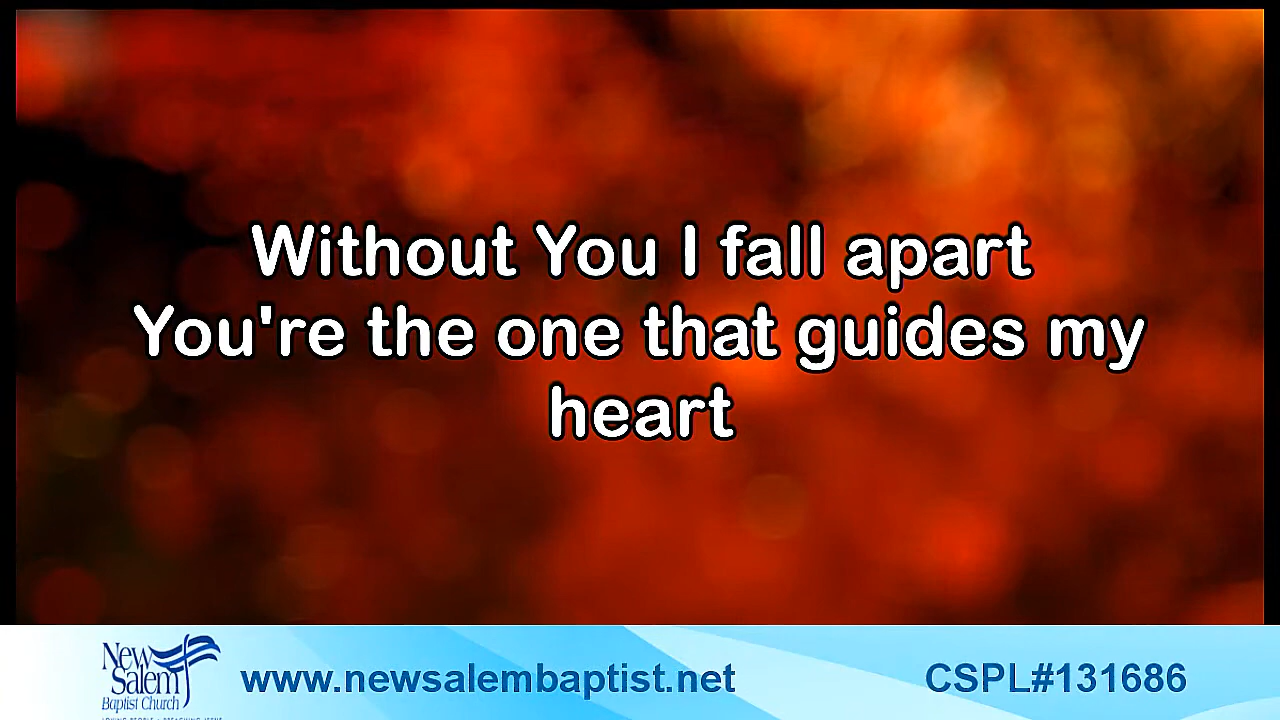 Without You I fall apart
You're the one that guides my
heart
New
Salem
Baptist Church
www.newsalembaptist.net
CSPL#131686